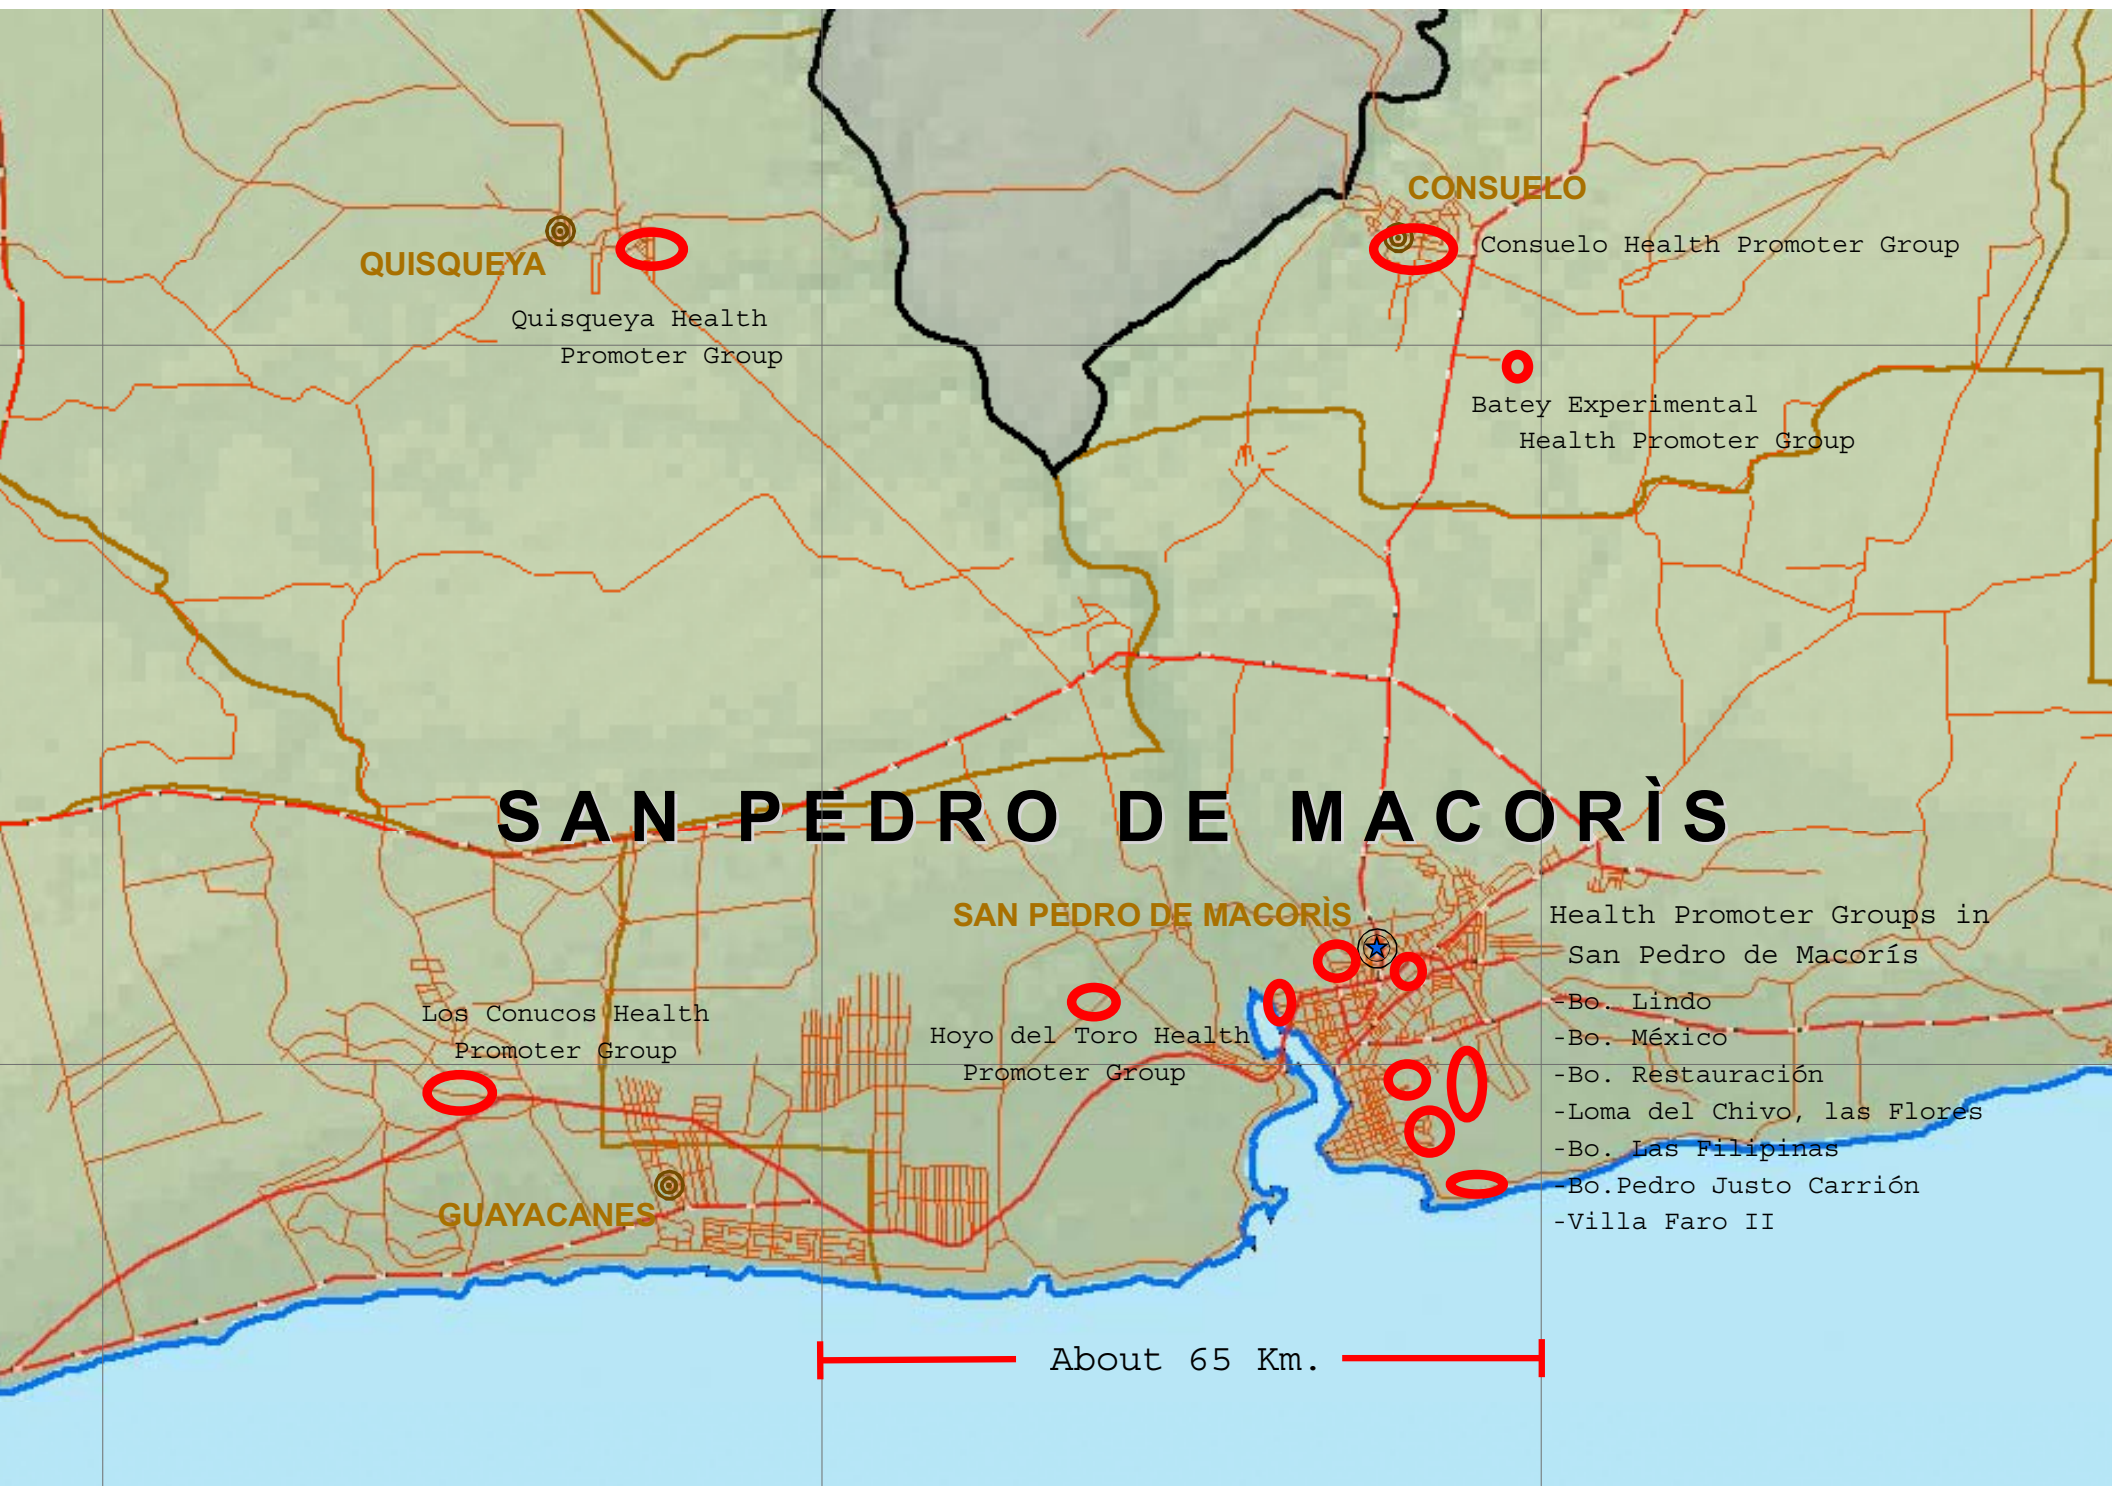 CONSUELO
Consuelo Health Promoter Group
QUISQUEYA
Quisqueya Health
Promoter Group
Batey Experimental
Health Promoter Group
SAN PEDRO DE MACORÌS
SAN PEDRO DE MACORÌS
Health Promoter Groups in
San Pedro de Macorís
-Bo. Lindo
-Bo. México
-Bo. Restauración
-Loma del Chivo, las Flores
-Bo. Las Filipinas
-Bo.Pedro Justo Carrión
-Villa Faro II
Los Conucos Health
Promoter Group
Hoyo del Toro Health
Promoter Group
GUAYACANES
About 65 Km.